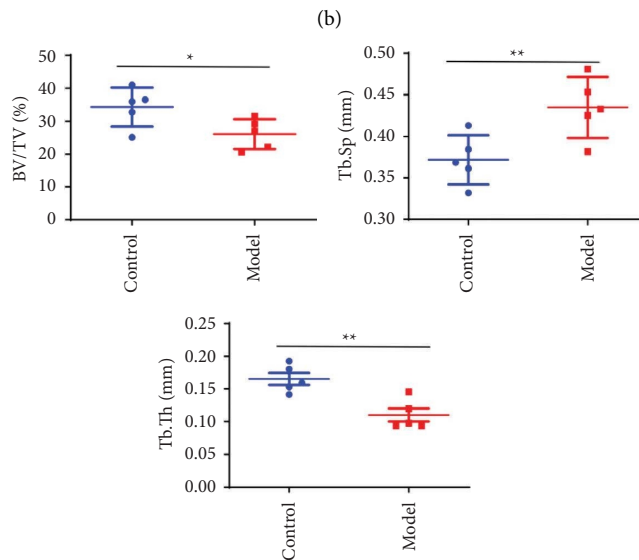 (b)
BV/TV (%)
50
40
30
20
10
0
*
Control
Model
Tb.Sp (mm)
0.50
0.45
0.40
0.35
0.30
**
Control
Model
Tb.Th (mm)
0.25
0.20
0.15
0.10
0.05
0.00
**
Control
Model